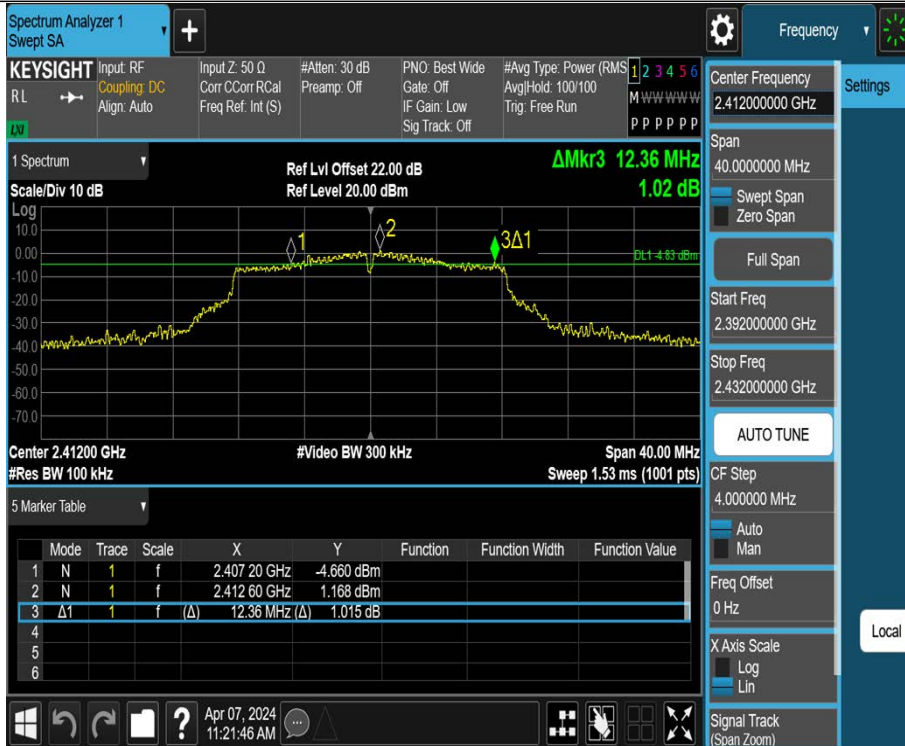 Spectrum Analyzer 1
Swept SA
+
Frequency
KEYSIGHT
RL
LXI
Input: RF
Coupling: DC
Align: Auto
Input Z: 50 Ω
Corr CCorr RCal
Freq Ref: Int (S)
#Atten: 30 dB
Preamp: Off
PNO: Best Wide
Gate: Off
IF Gain: Low
Sig Track: Off
#Avg Type: Power (RMS
Avg|Hold: 100/100
Trig: Free Run
1 2 3 4 5 6
M W W W W W
P P P P P P
1 Spectrum
Scale/Div 10 dB
Ref Lvl Offset 22.00 dB
Ref Level 20.00 dBm
ΔMkr3 12.36 MHz
1.02 dB
Log
10.0
0.00
-10.0
-20.0
-30.0
-40.0
-50.0
-60.0
-70.0
1
2
3Δ1
DL1 -4.83 dBm
Center 2.41200 GHz
#Res BW 100 kHz
#Video BW 300 kHz
Span 40.00 MHz
Sweep 1.53 ms (1001 pts)
5 Marker Table
Mode Trace Scale X Y Function Function Width Function Value
1 N 1 f 2.407 20 GHz -4.660 dBm
2 N 1 f 2.412 60 GHz 1.168 dBm
3 Δ1 1 f (Δ) 12.36 MHz (Δ) 1.015 dB
4
5
6
?
Apr 07, 2024
11:21:46 AM
Center Frequency
2.412000000 GHz
Span
40.0000000 MHz
Swept Span
Zero Span
Full Span
Start Freq
2.392000000 GHz
Stop Freq
2.432000000 GHz
AUTO TUNE
CF Step
4.000000 MHz
Auto
Man
Freq Offset
0 Hz
X Axis Scale
Log
Lin
Signal Track
(Span Zoom)
Settings
Local